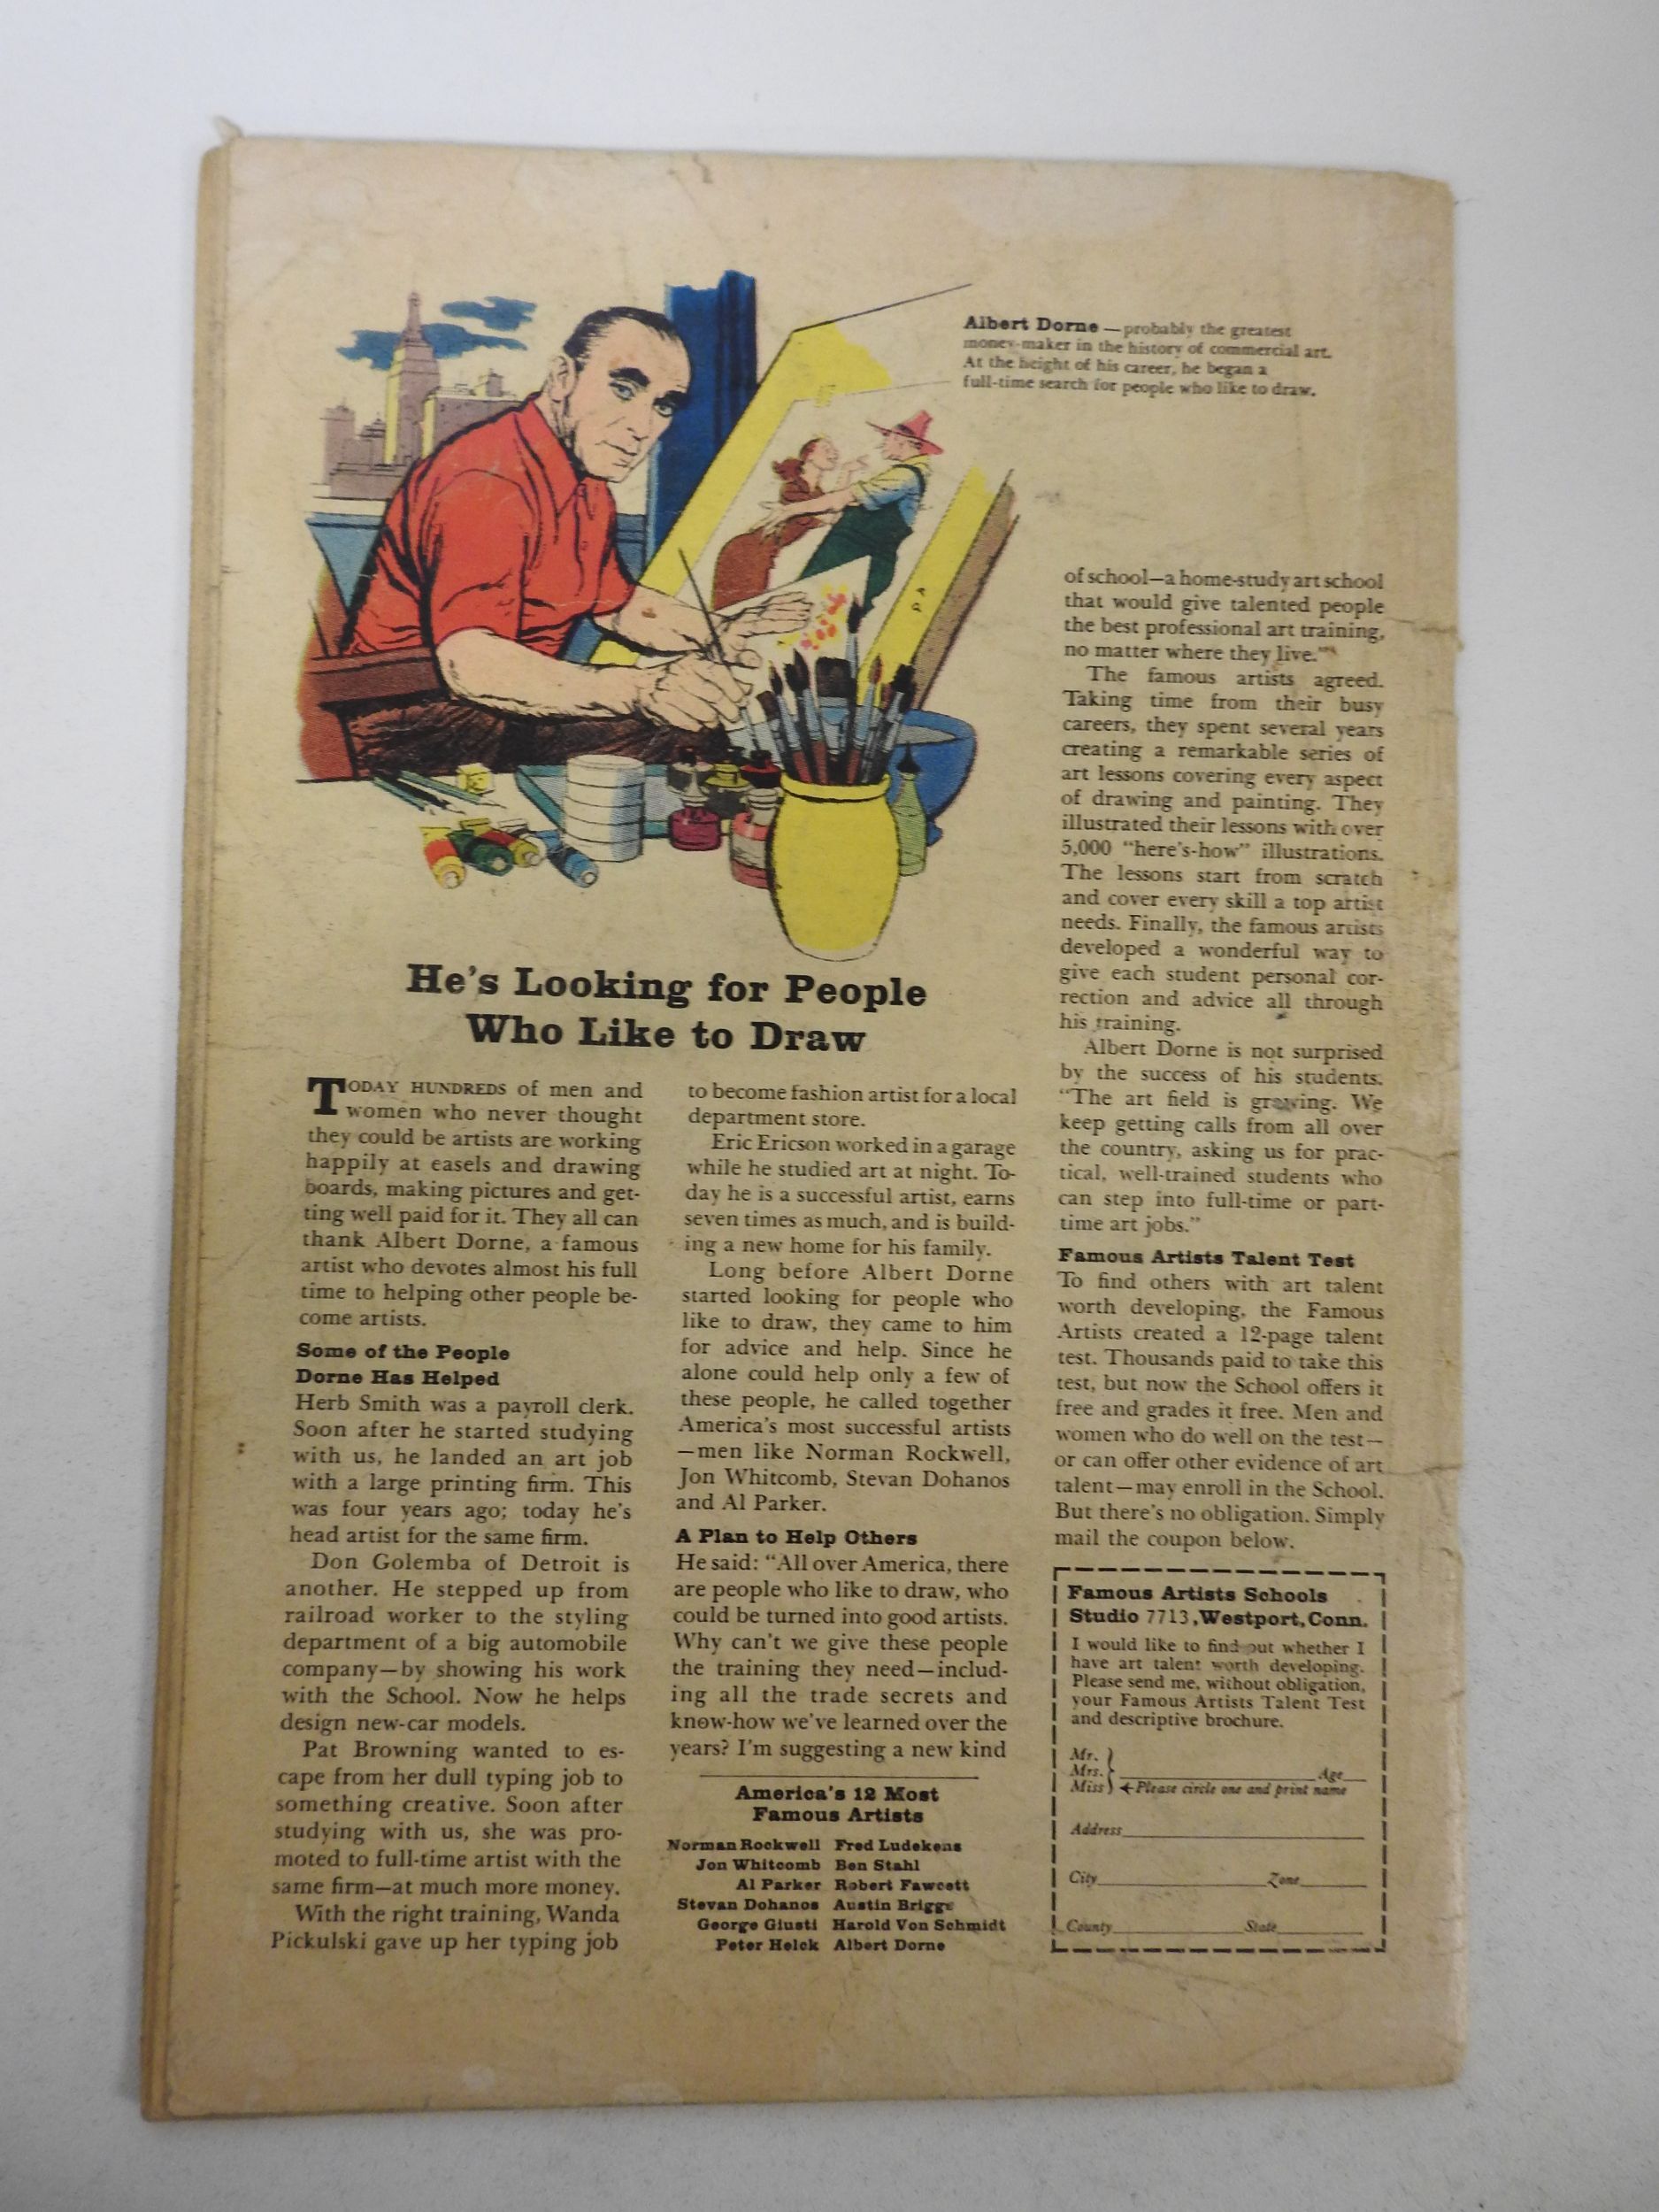 Albert Dorne — probably the greatest
money-maker in the history of commercial art.
At the height of his career, he began a
full-time search for people who like to draw.
He's Looking for People
Who Like to Draw
TODAY HUNDREDS of men and
women who never thought
they could be artists are working
happily at easels and drawing
boards, making pictures and get-
ting well paid for it. They all can
thank Albert Dorne, a famous
artist who devotes almost his full
time to helping other people be-
come artists.
Some of the People
Dorne Has Helped
Herb Smith was a payroll clerk.
Soon after he started studying
with us, he landed an art job
with a large printing firm. This
was four years ago; today he's
head artist for the same firm.
Don Golemba of Detroit is
another. He stepped up from
railroad worker to the styling
department of a big automobile
company—by showing his work
with the School. Now he helps
design new-car models.
Pat Browning wanted to es-
cape from her dull typing job to
something creative. Soon after
studying with us, she was pro-
moted to full-time artist with the
same firm—at much more money.
With the right training, Wanda
Pickulski gave up her typing job
to become fashion artist for a local
department store.
Eric Ericson worked in a garage
while he studied art at night. To-
day he is a successful artist, earns
seven times as much, and is build-
ing a new home for his family.
Long before Albert Dorne
started looking for people who
like to draw, they came to him
for advice and help. Since he
alone could help only a few of
these people, he called together
America's most successful artists
—men like Norman Rockwell,
Jon Whitcomb, Stevan Dohanos
and Al Parker.
A Plan to Help Others
He said: "All over America, there
are people who like to draw, who
could be turned into good artists.
Why can't we give these people
the training they need—includ-
ing all the trade secrets and
know-how we've learned over the
years? I'm suggesting a new kind
America's 12 Most
Famous Artists
Norman Rockwell Fred Ludekens
Jon Whitcomb Ben Stahl
Al Parker Robert Fawcett
Stevan Dohanos Austin Briggs
George Giusti Harold Von Schmidt
Peter Helck Albert Dorne
of school—a home-study art school
that would give talented people
the best professional art training,
no matter where they live."
The famous artists agreed.
Taking time from their busy
careers, they spent several years
creating a remarkable series of
art lessons covering every aspect
of drawing and painting. They
illustrated their lessons with over
5,000 "here's-how" illustrations.
The lessons start from scratch
and cover every skill a top artist
needs. Finally, the famous artists
developed a wonderful way to
give each student personal cor-
rection and advice all through
his training.
Albert Dorne is not surprised
by the success of his students.
"The art field is growing. We
keep getting calls from all over
the country, asking us for prac-
tical, well-trained students who
can step into full-time or part-
time art jobs."
Famous Artists Talent Test
To find others with art talent
worth developing, the Famous
Artists created a 12-page talent
test. Thousands paid to take this
test, but now the School offers it
free and grades it free. Men and
women who do well on the test—
or can offer other evidence of art
talent—may enroll in the School.
But there's no obligation. Simply
mail the coupon below.
Famous Artists Schools
Studio 7713, Westport, Conn.
I would like to find out whether I
have art talent worth developing.
Please send me, without obligation,
your Famous Artists Talent Test
and descriptive brochure.
Mr.
Mrs. Age
Miss ←Please circle one and print name
Address
City Zone
County State